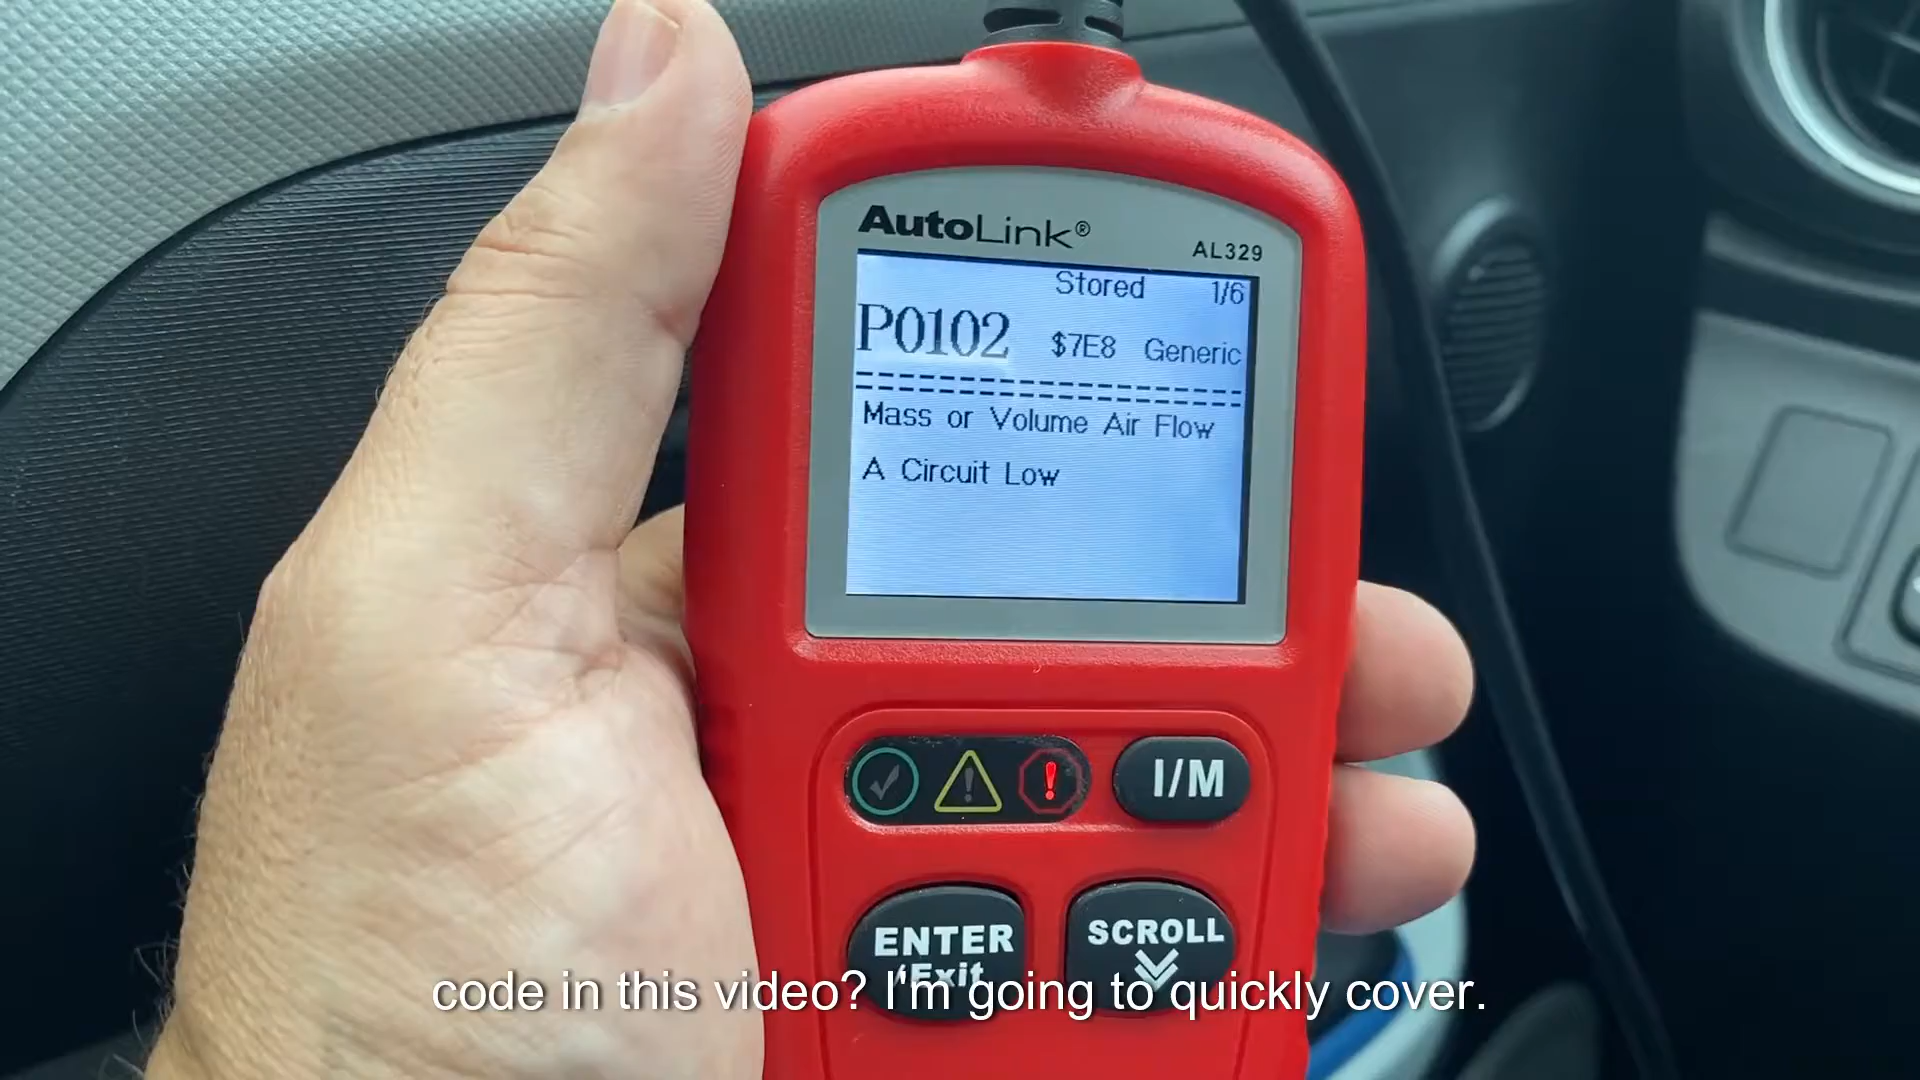 AutoLink®
AL329
Stored 1/6
P0102 $7E8 Generic
Mass or Volume Air Flow
A Circuit Low
I/M
ENTER
/Exit
SCROLL
code in this video? I'm going to quickly cover.